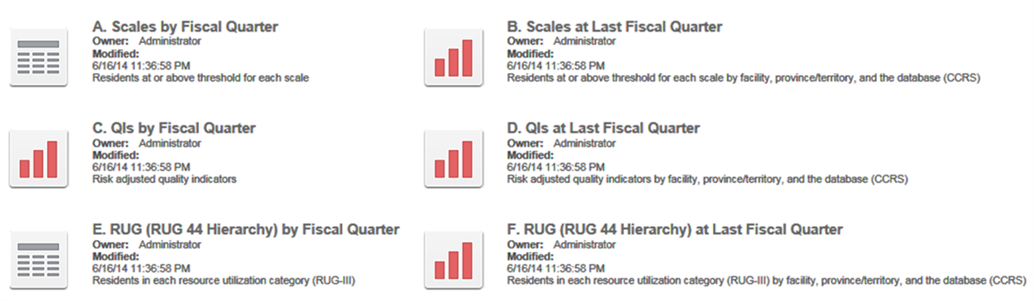 A. Scales by Fiscal Quarter
Owner: Administrator
Modified:
6/16/14 11:36:58 PM
Residents at or above threshold for each scale
B. Scales at Last Fiscal Quarter
Owner: Administrator
Modified:
6/16/14 11:36:58 PM
Residents at or above threshold for each scale by facility, province/territory, and the database (CCRS)
C. QIs by Fiscal Quarter
Owner: Administrator
Modified:
6/16/14 11:36:58 PM
Risk adjusted quality indicators
D. QIs at Last Fiscal Quarter
Owner: Administrator
Modified:
6/16/14 11:36:58 PM
Risk adjusted quality indicators by facility, province/territory, and the database (CCRS)
E. RUG (RUG 44 Hierarchy) by Fiscal Quarter
Owner: Administrator
Modified:
6/16/14 11:36:58 PM
Residents in each resource utilization category (RUG-III)
F. RUG (RUG 44 Hierarchy) at Last Fiscal Quarter
Owner: Administrator
Modified:
6/16/14 11:36:58 PM
Residents in each resource utilization category (RUG-III) by facility, province/territory, and the database (CCRS)